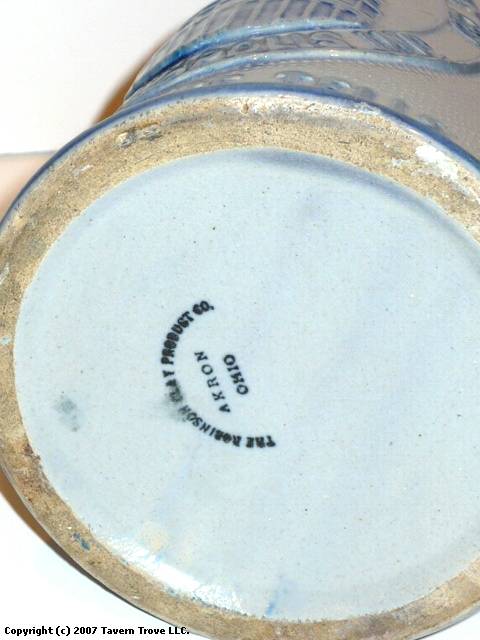 THE ROBINSON CLAY PRODUCT CO.
AKRON
OHIO
Copyright (c) 2007 Tavern Trove LLC.